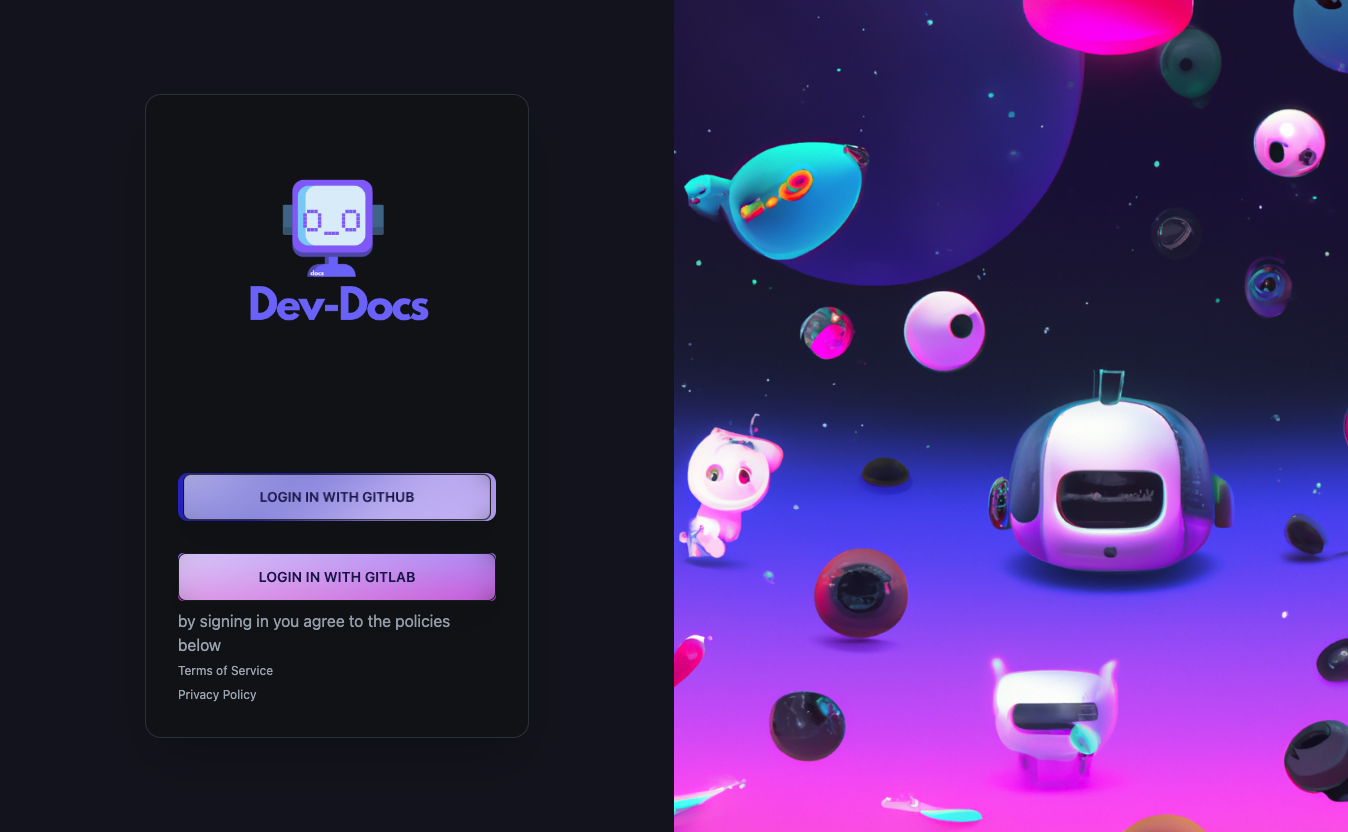 docs
Dev-Docs
LOGIN IN WITH GITHUB
LOGIN IN WITH GITLAB
by signing in you agree to the policies
below
Terms of Service
Privacy Policy